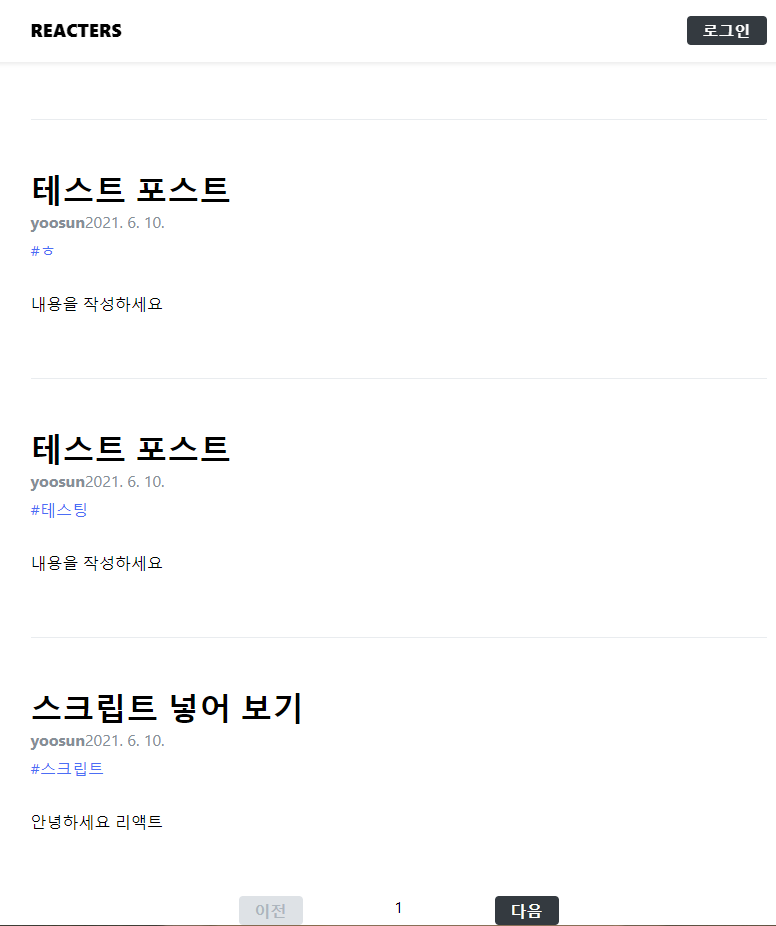 REACTERS
로그인
테스트 포스트
yoosun2021. 6. 10.
#ㅎ
내용을 작성하세요
테스트 포스트
yoosun2021. 6. 10.
#테스팅
내용을 작성하세요
스크립트 넣어 보기
yoosun2021. 6. 10.
#스크립트
안녕하세요 리액트
이전 1 다음